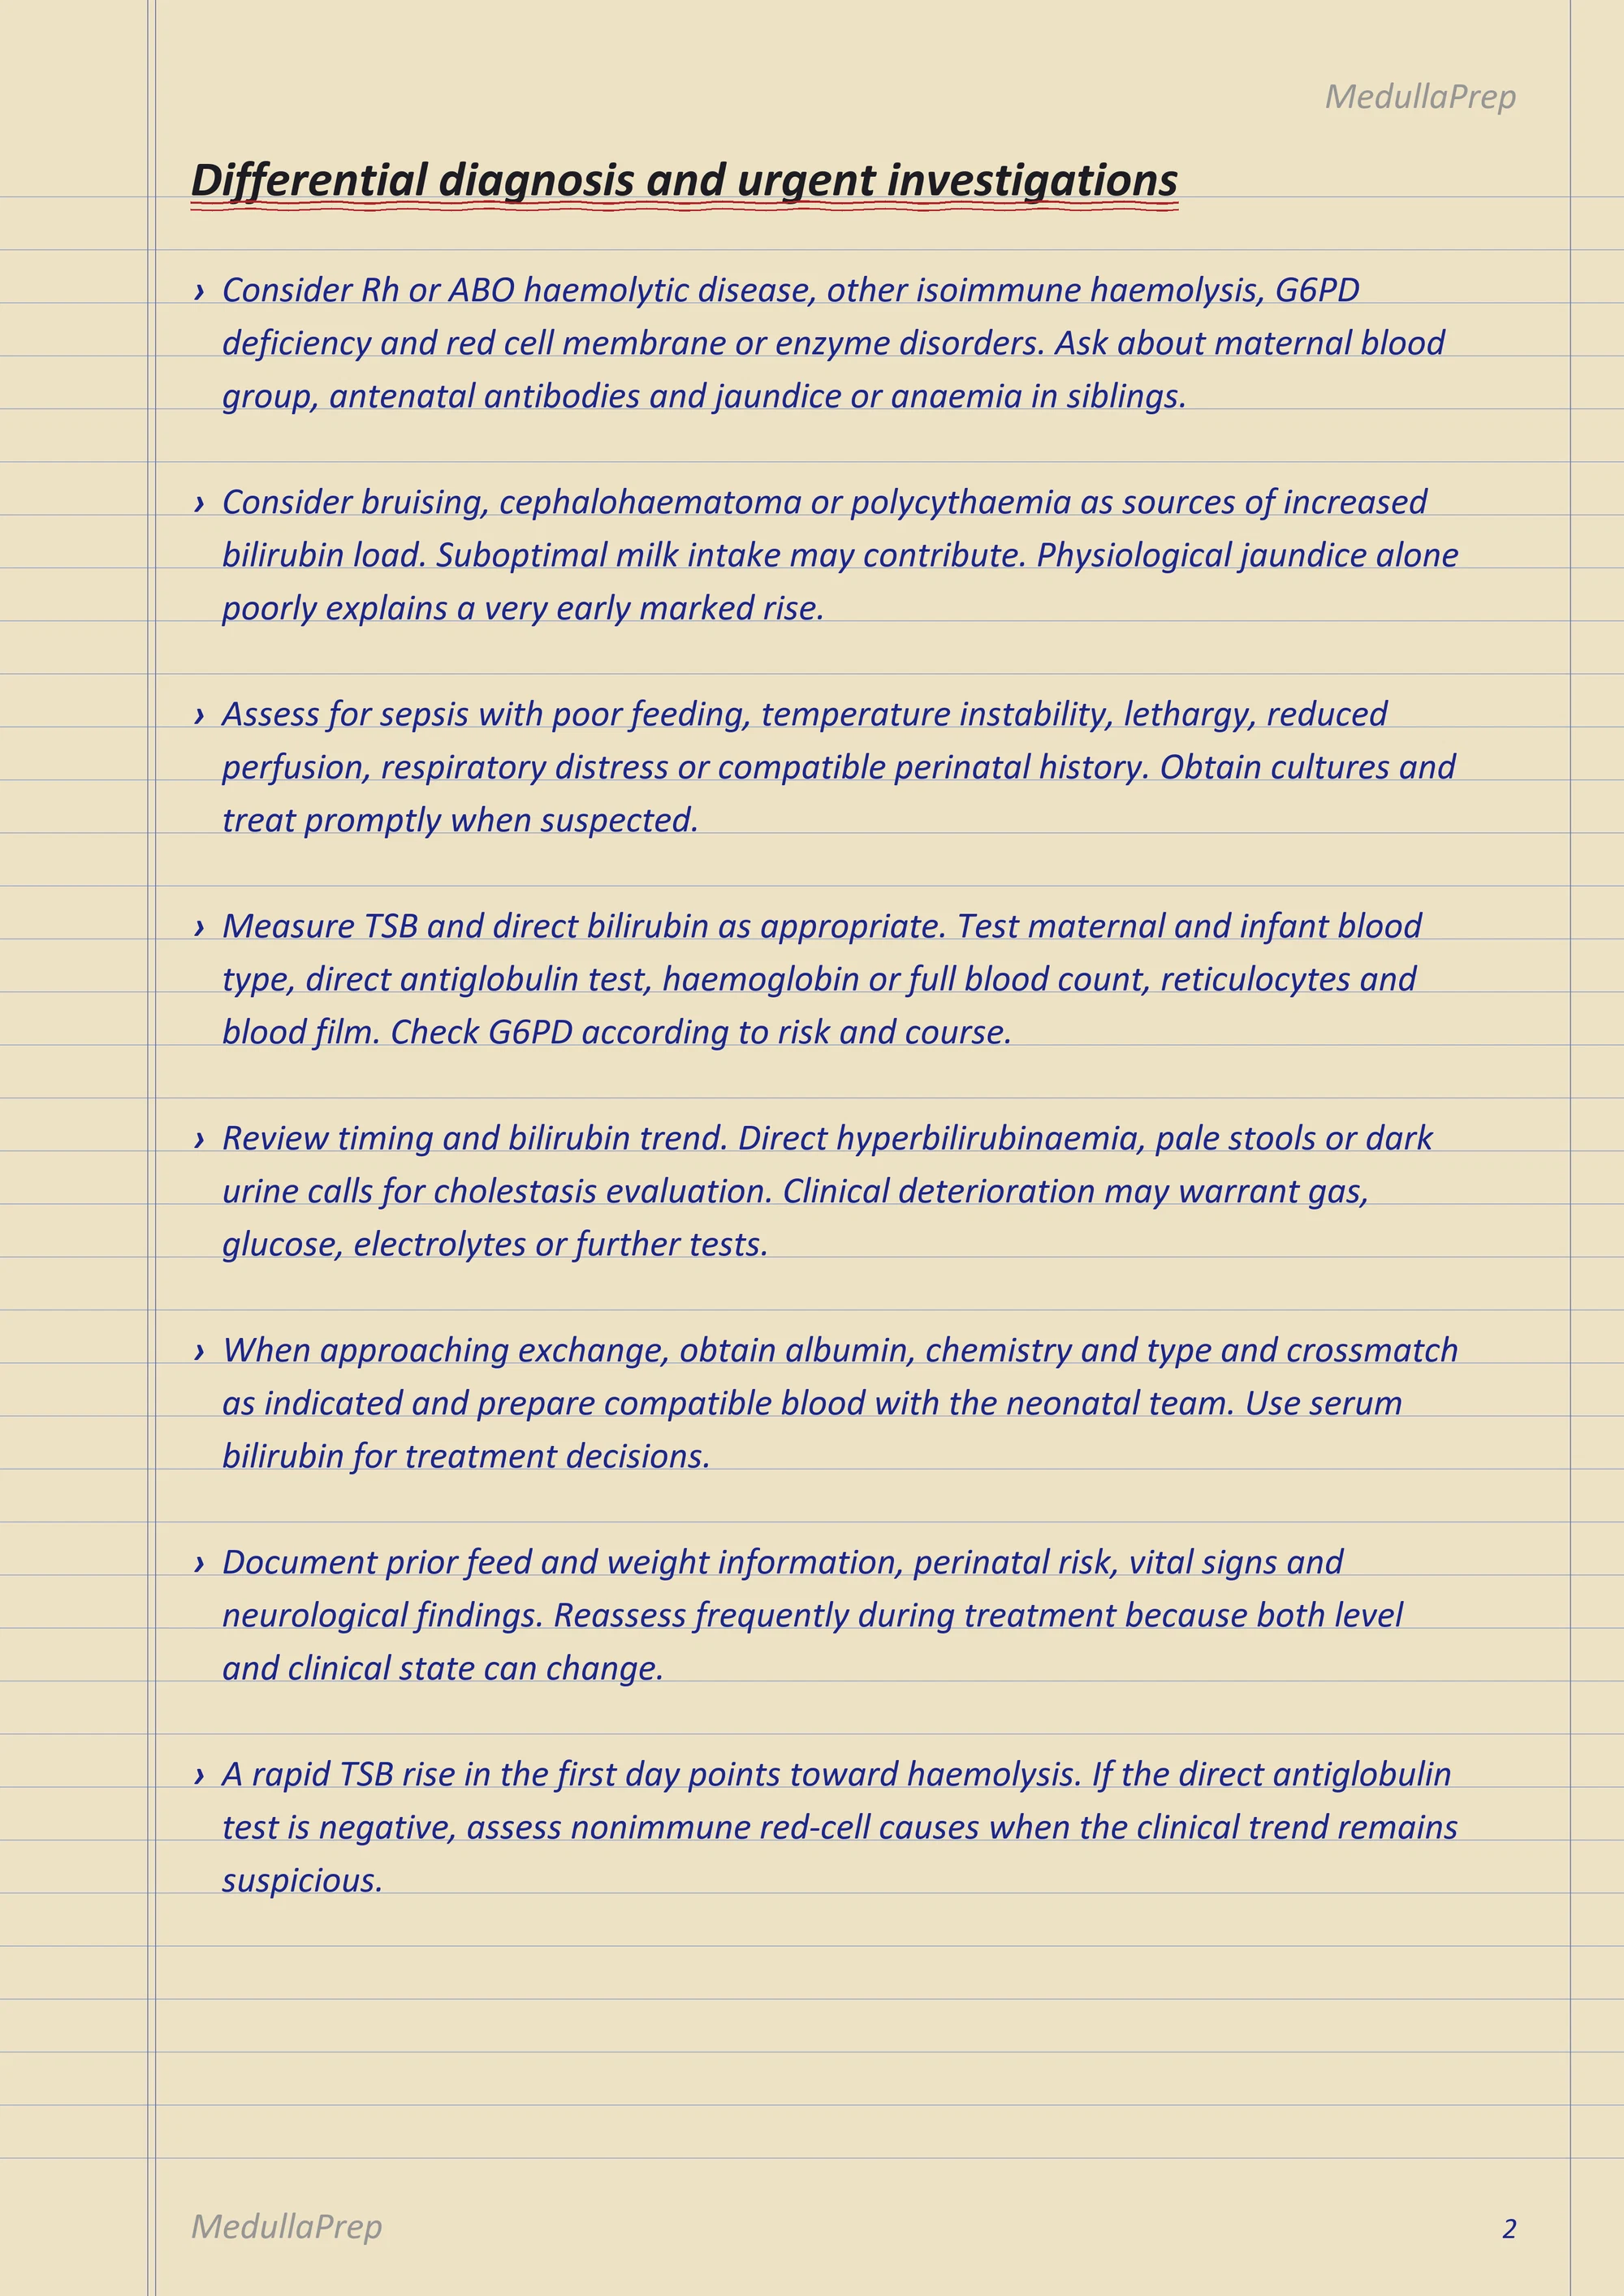 MedullaPrep
Differential diagnosis and urgent investigations
› Consider Rh or ABO haemolytic disease, other isoimmune haemolysis, G6PD
deficiency and red cell membrane or enzyme disorders. Ask about maternal blood
group, antenatal antibodies and jaundice or anaemia in siblings.
› Consider bruising, cephalohaematoma or polycythaemia as sources of increased
bilirubin load. Suboptimal milk intake may contribute. Physiological jaundice alone
poorly explains a very early marked rise.
› Assess for sepsis with poor feeding, temperature instability, lethargy, reduced
perfusion, respiratory distress or compatible perinatal history. Obtain cultures and
treat promptly when suspected.
› Measure TSB and direct bilirubin as appropriate. Test maternal and infant blood
type, direct antiglobulin test, haemoglobin or full blood count, reticulocytes and
blood film. Check G6PD according to risk and course.
› Review timing and bilirubin trend. Direct hyperbilirubinaemia, pale stools or dark
urine calls for cholestasis evaluation. Clinical deterioration may warrant gas,
glucose, electrolytes or further tests.
› When approaching exchange, obtain albumin, chemistry and type and crossmatch
as indicated and prepare compatible blood with the neonatal team. Use serum
bilirubin for treatment decisions.
› Document prior feed and weight information, perinatal risk, vital signs and
neurological findings. Reassess frequently during treatment because both level
and clinical state can change.
› A rapid TSB rise in the first day points toward haemolysis. If the direct antiglobulin
test is negative, assess nonimmune red-cell causes when the clinical trend remains
suspicious.
MedullaPrep
2